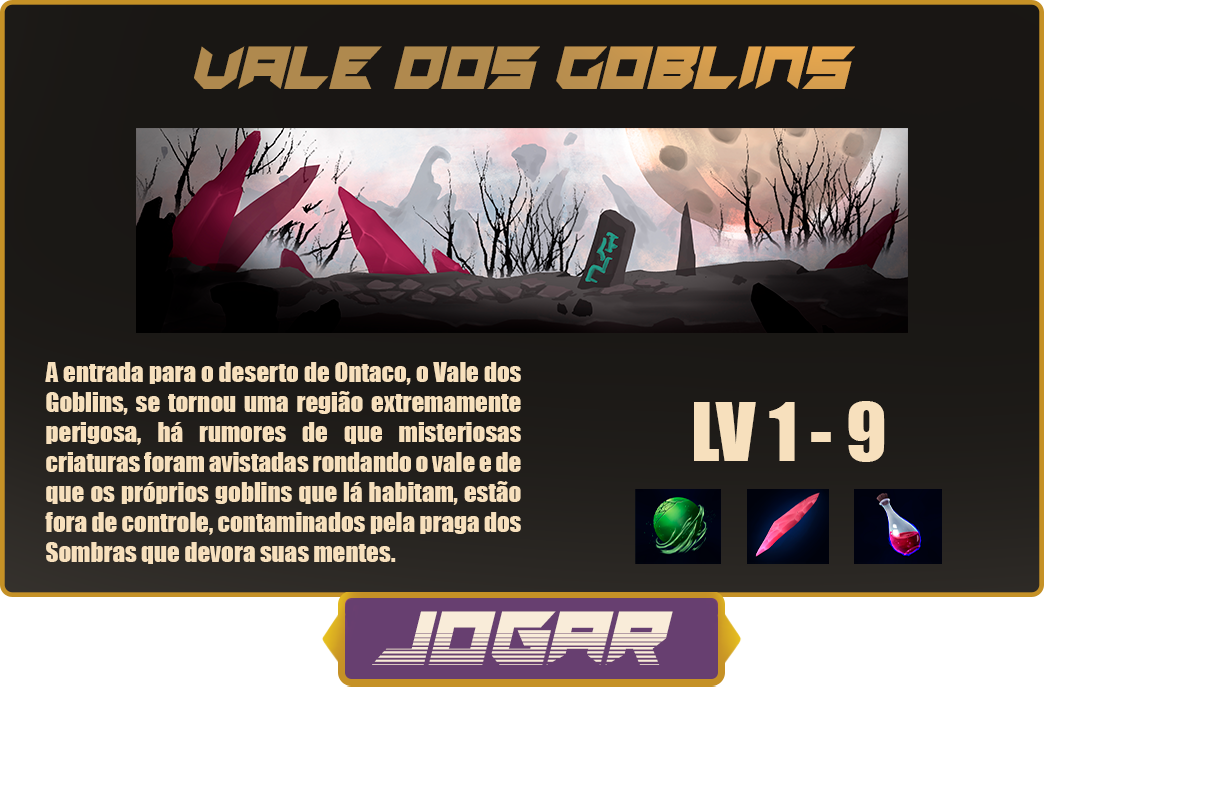 VALE DOS GOBLINS
A entrada para o deserto de Ontaco, o Vale dos
Goblins, se tornou uma região extremamente
perigosa, há rumores de que misteriosas
criaturas foram avistadas rondando o vale e de
que os próprios goblins que lá habitam, estão
fora de controle, contaminados pela praga dos
Sombras que devora suas mentes.
LV 1 - 9
JOGAR